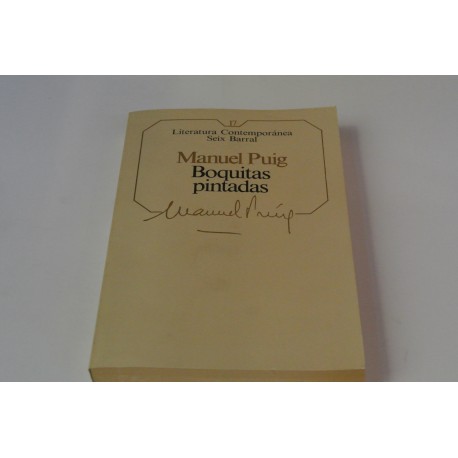 17
Literatura Contemporánea
Seix Barral
Manuel Puig
Boquitas
pintadas
Manuel Puig